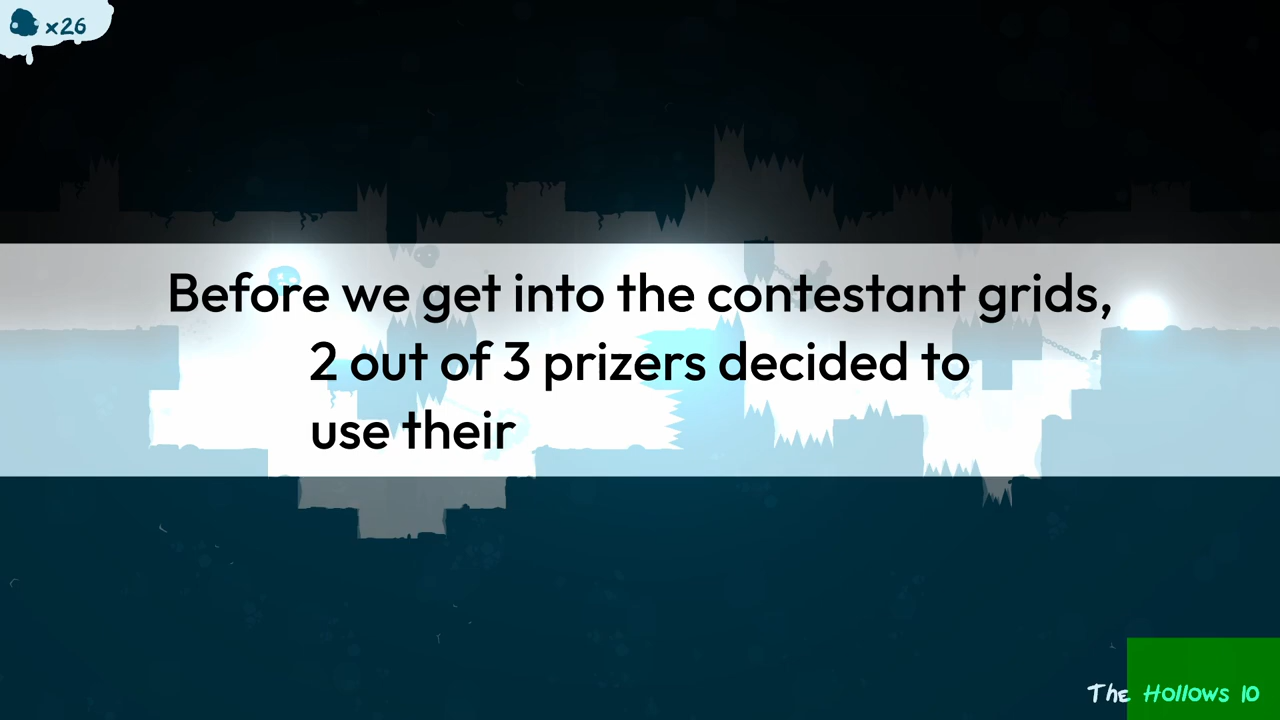 x26
Before we get into the contestant grids,
2 out of 3 prizers decided to
use their
The Hollows 10